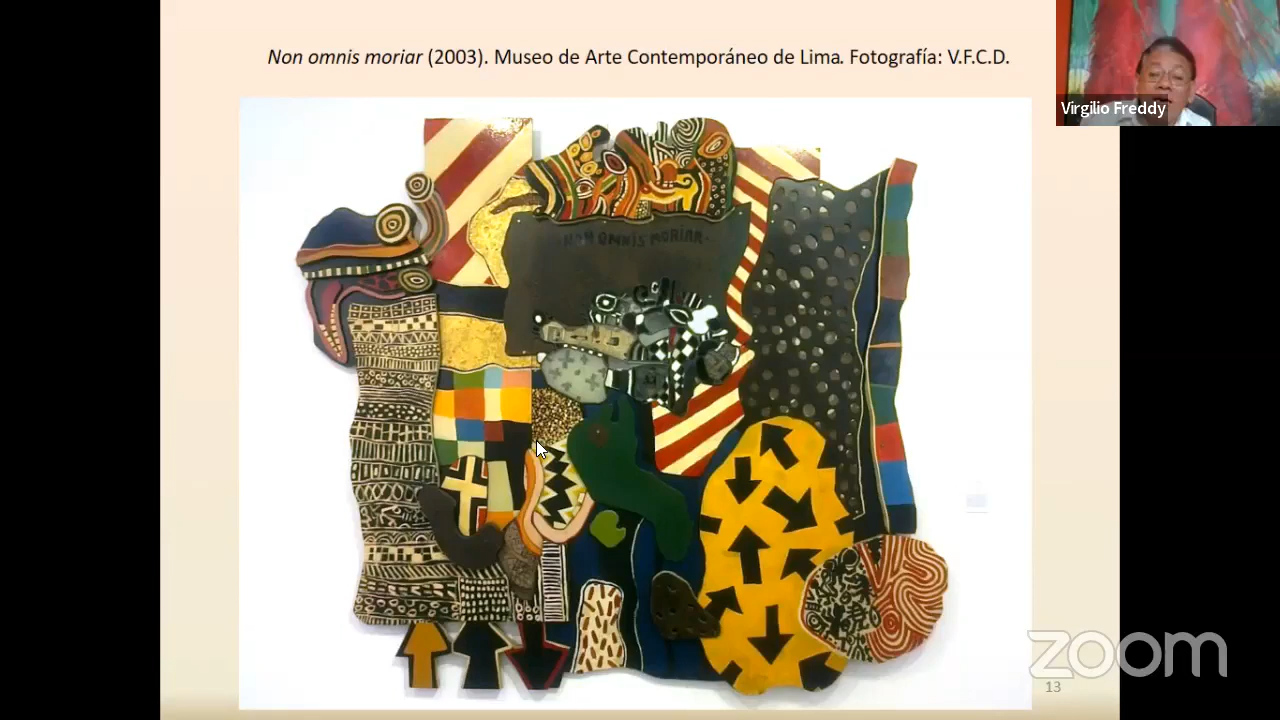 Non omnis moriar (2003). Museo de Arte Contemporáneo de Lima. Fotografía: V.F.C.D.
Virgilio Freddy
NON OMNIS MORIAR
zoom
13